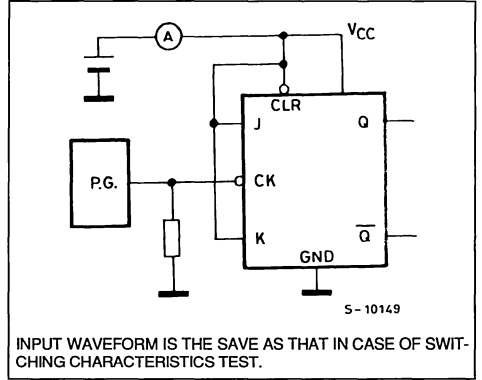 A
VCC
CLR
J
Q
P.G.
CK
K
Q
GND
S-10149
INPUT WAVEFORM IS THE SAVE AS THAT IN CASE OF SWIT-
CHING CHARACTERISTICS TEST.